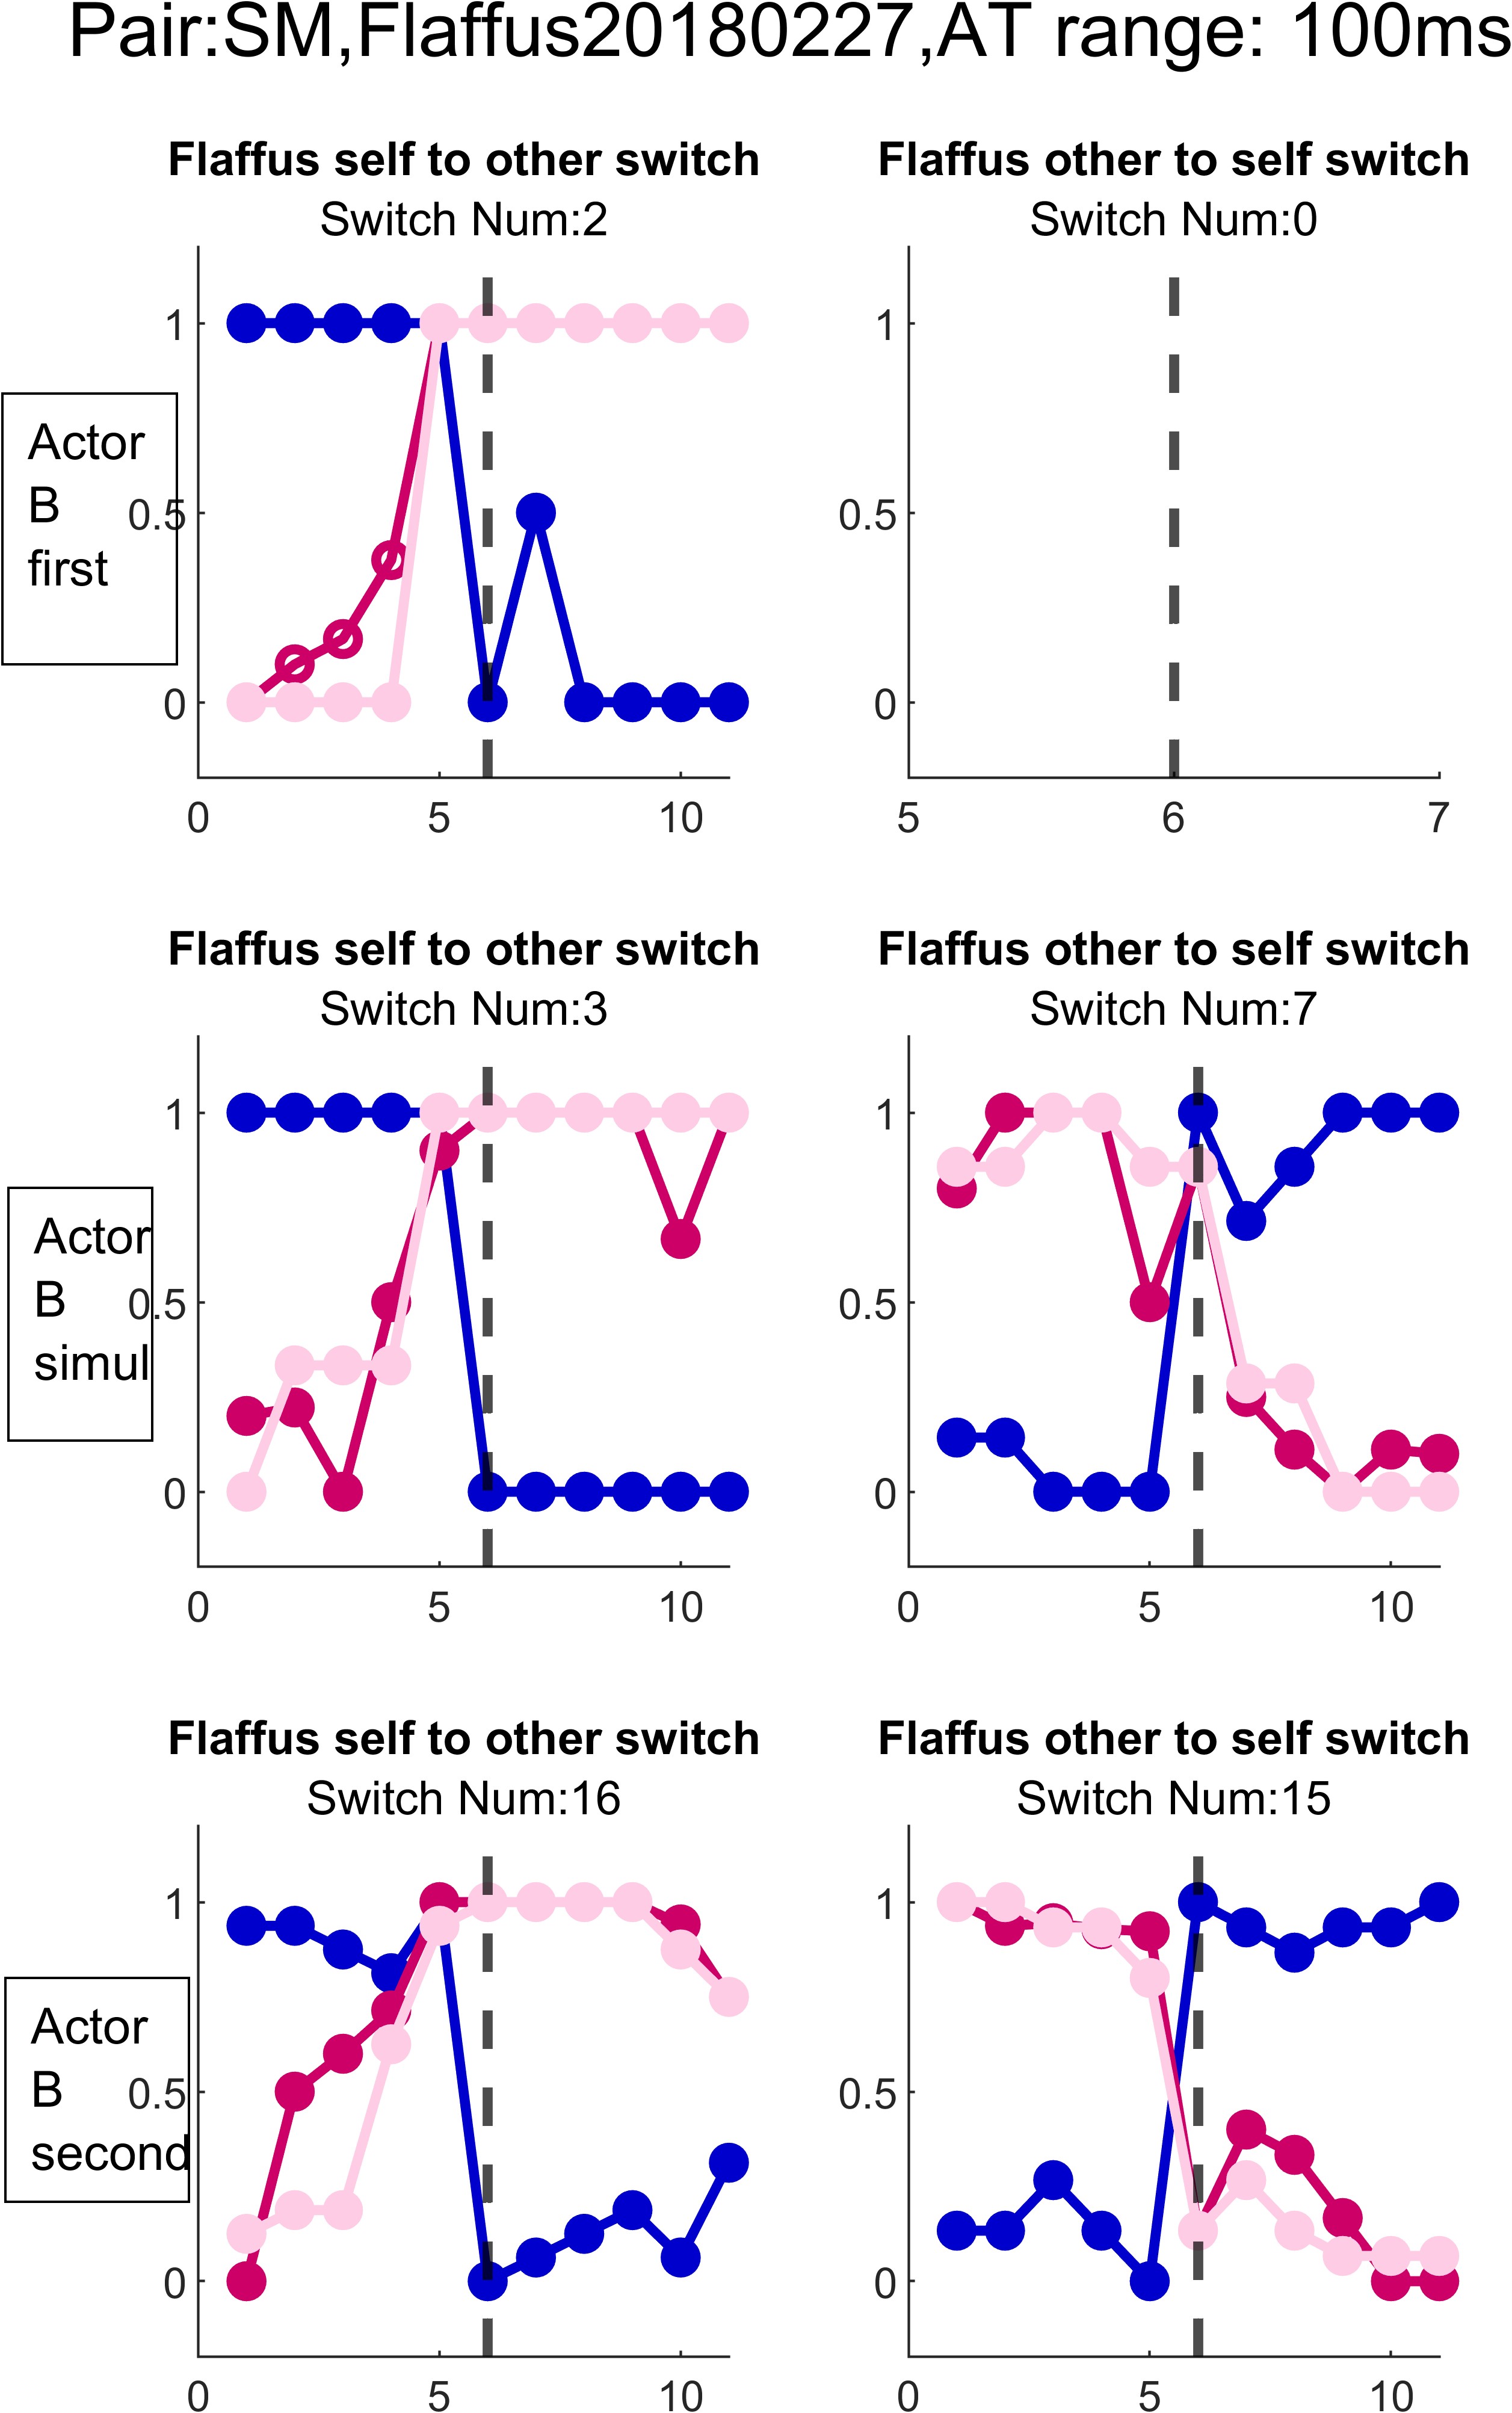 Pair:SM,Flaffus20180227,AT range: 100ms
Flaffus self to other switch
Switch Num:2
Flaffus other to self switch
Switch Num:0
Actor
B
first
1
0.5
0
0
5
10
1
0.5
0
5
6
7
Flaffus self to other switch
Switch Num:3
Flaffus other to self switch
Switch Num:7
Actor
B
simul
1
0.5
0
0
5
10
1
0.5
0
0
5
10
Flaffus self to other switch
Switch Num:16
Flaffus other to self switch
Switch Num:15
Actor
B
second
1
0.5
0
0
5
10
1
0.5
0
0
5
10